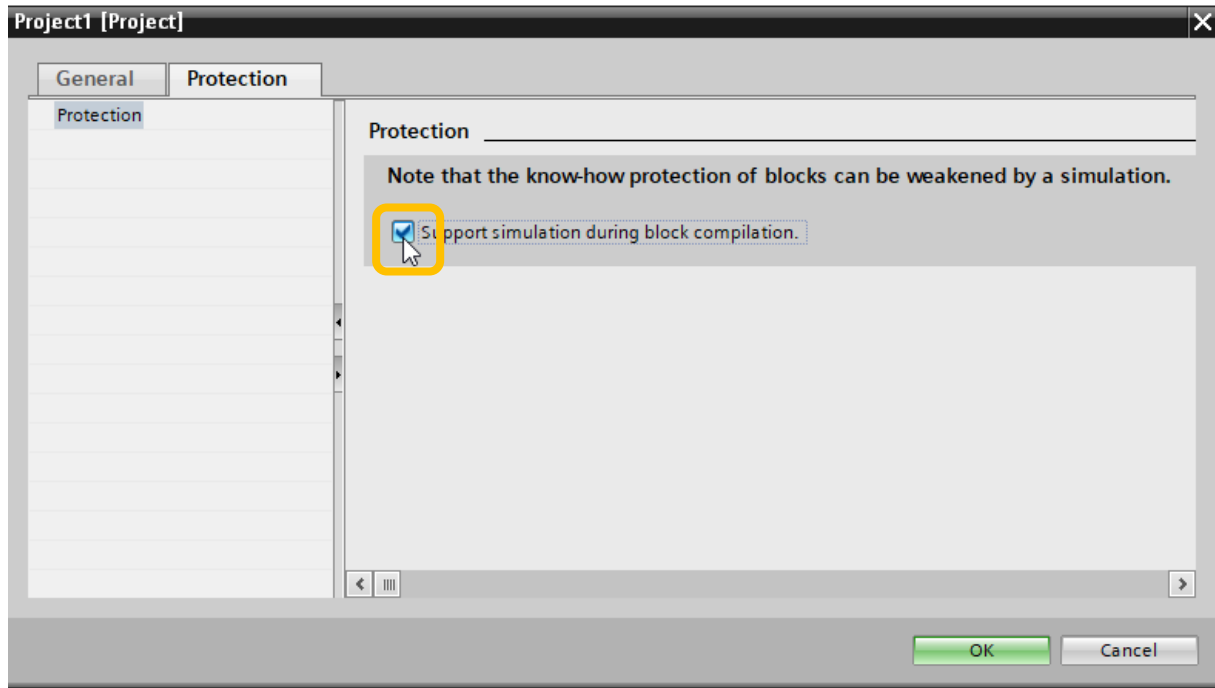 Project1 [Project]
General
Protection
Protection
Protection
Note that the know-how protection of blocks can be weakened by a simulation.
Support simulation during block compilation.
OK
Cancel